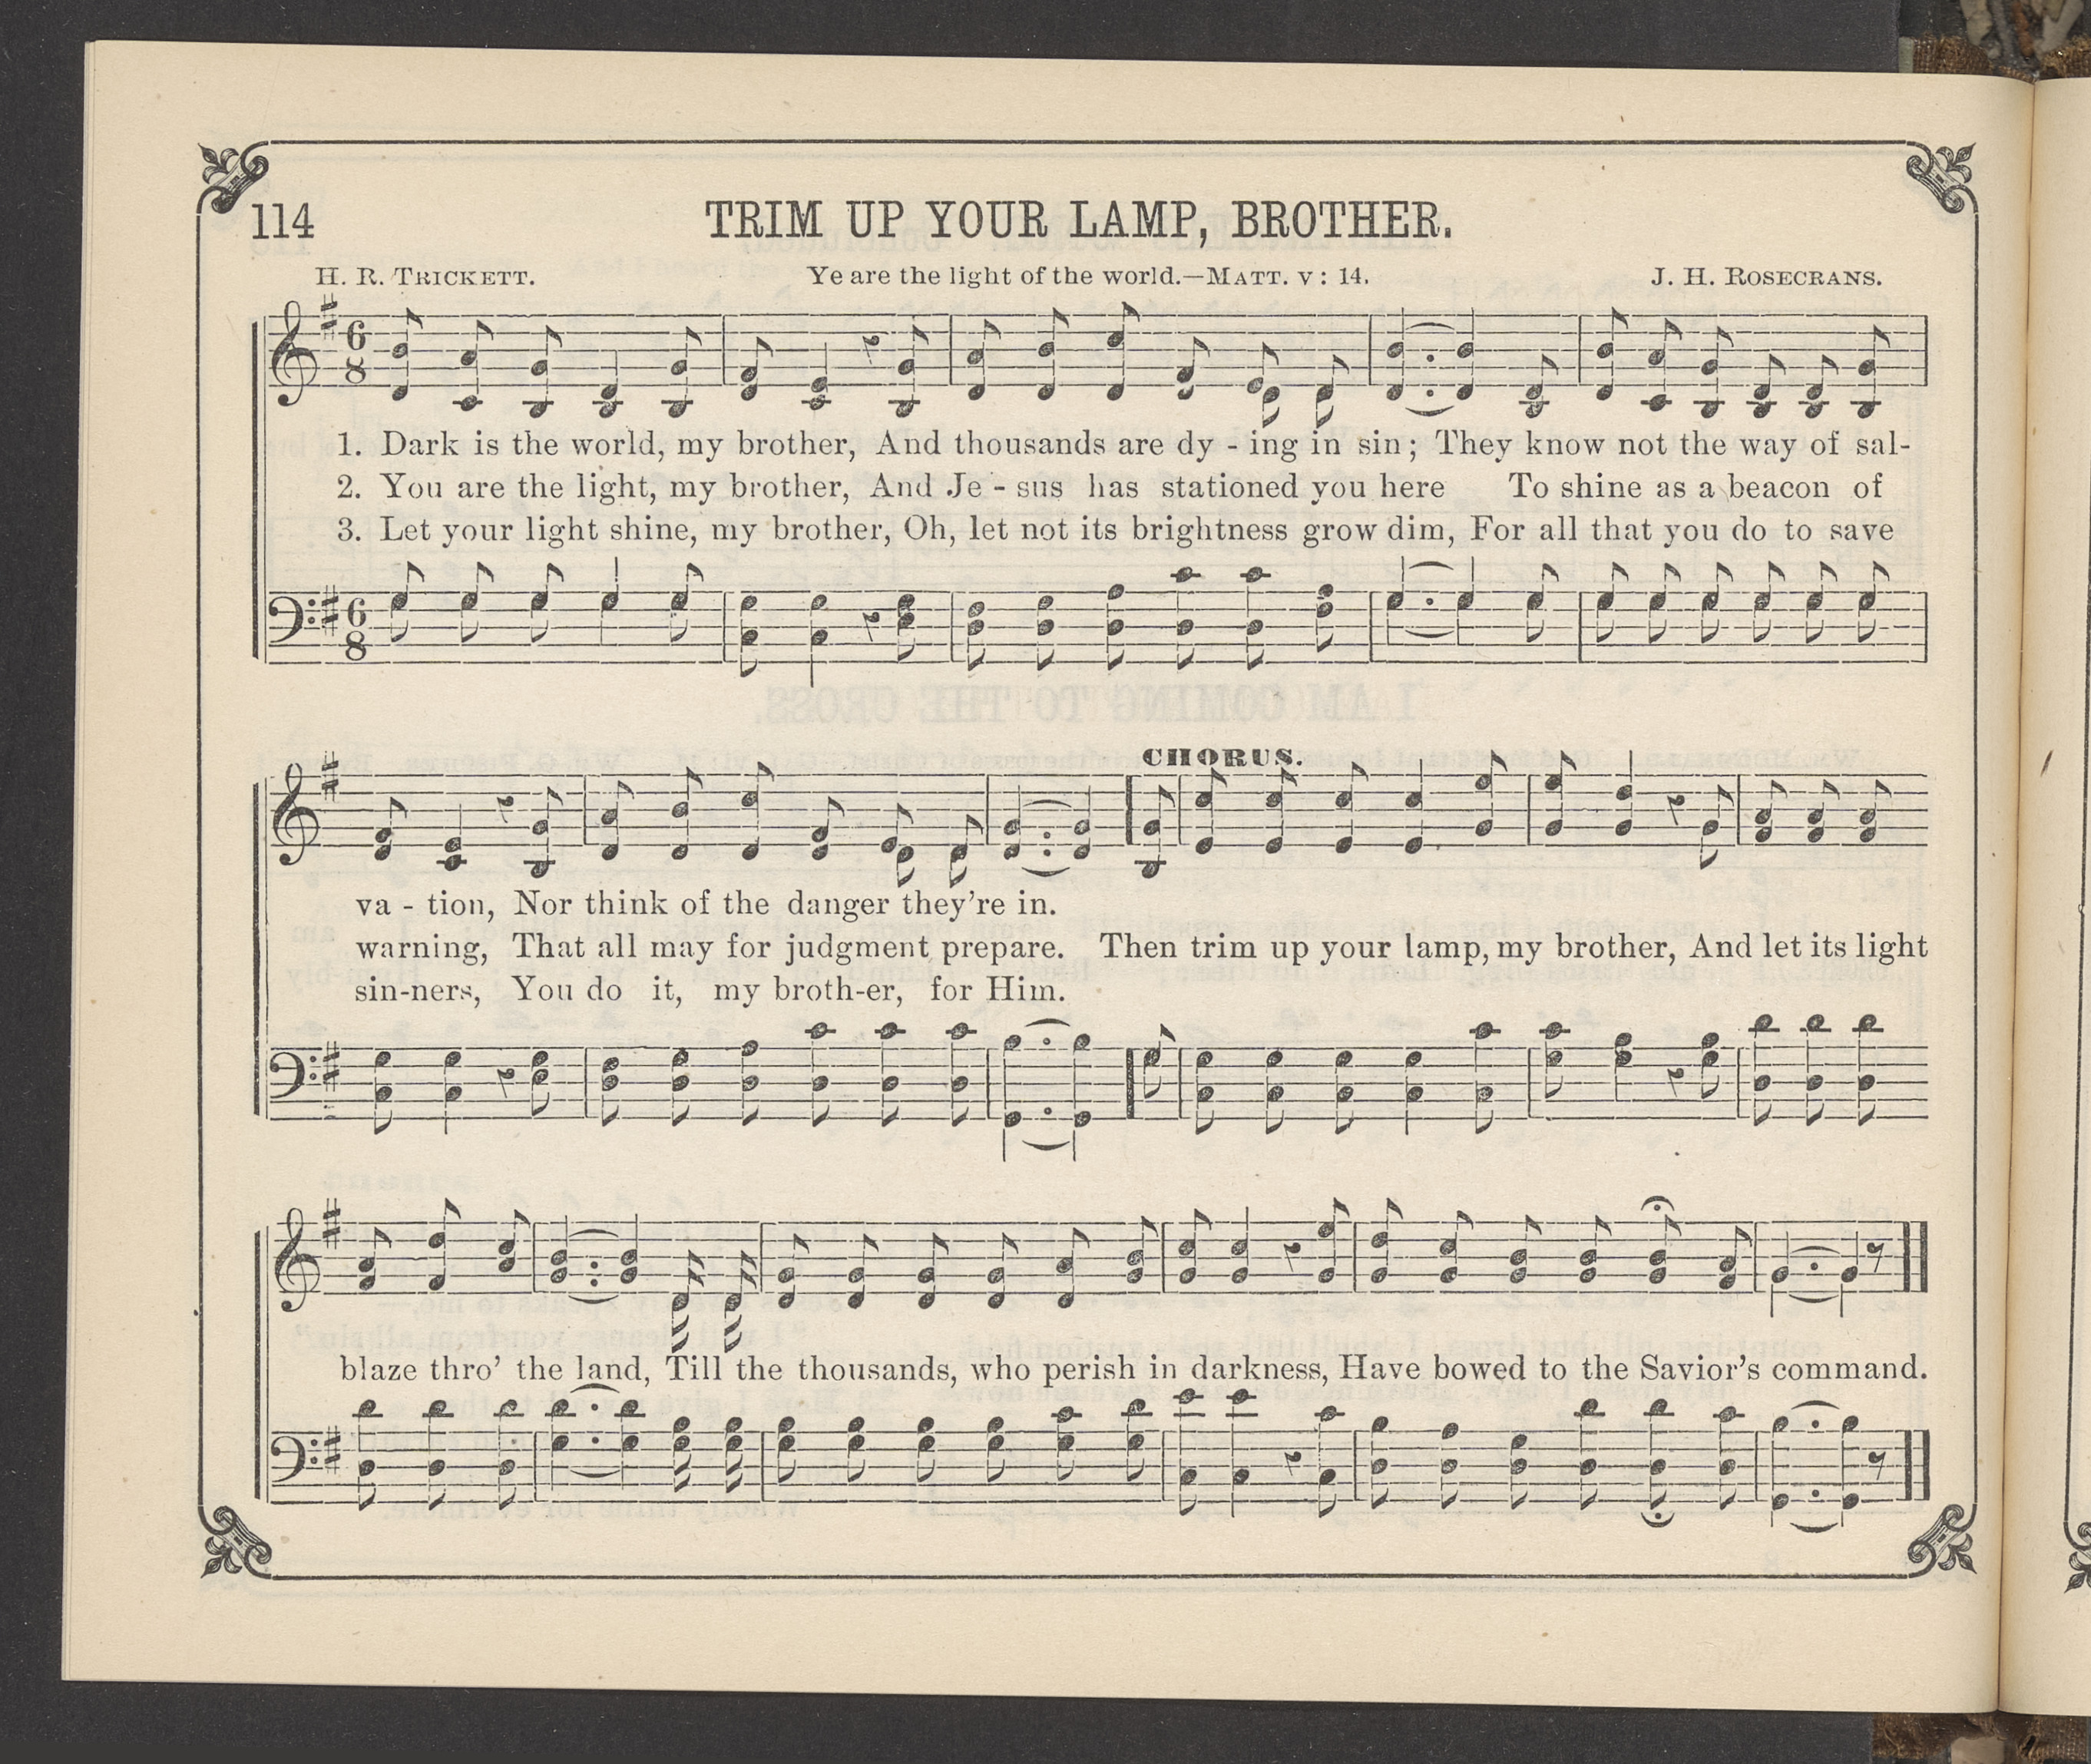 114
TRIM UP YOUR LAMP, BROTHER.
H. R. TRICKETT.
Ye are the light of the world.—MATT. V: 14.
J. H. ROSECRANS.
1. Dark is the world, my brother, And thousands are dy - ing in sin; They know not the way of sal-
2. You are the light, my brother, And Je - sus has stationed you here To shine as a beacon of
3. Let your light shine, my brother, Oh, let not its brightness grow dim, For all that you do to save
CHORUS.
va - tion, Nor think of the danger they're in.
warning, That all may for judgment prepare. Then trim up your lamp, my brother, And let its light
sin-ners, You do it, my broth-er, for Him.
blaze thro' the land, Till the thousands, who perish in darkness, Have bowed to the Savior's command.